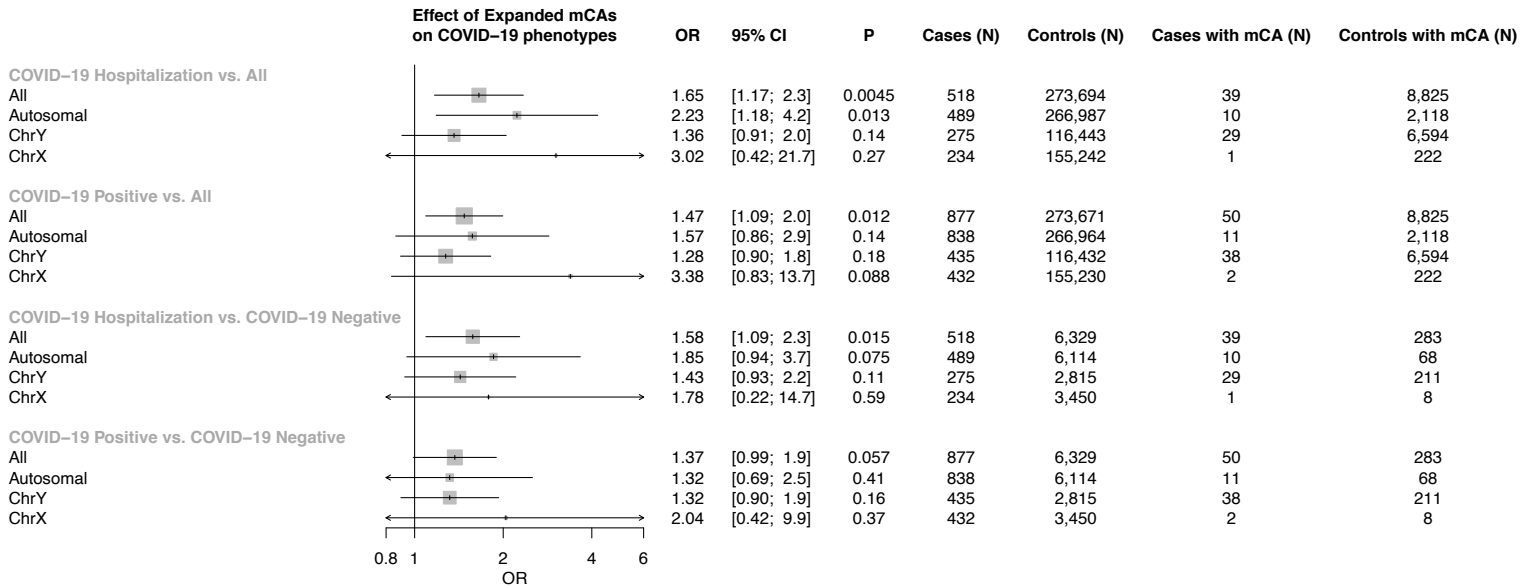 Effect of Expanded mCAs
on COVID−19 phenotypes OR 95% CI P Cases (N) Controls (N) Cases with mCA (N) Controls with mCA (N)
COVID−19 Hospitalization vs. All
All 1.65 [1.17; 2.3] 0.0045 518 273,694 39 8,825
Autosomal 2.23 [1.18; 4.2] 0.013 489 266,987 10 2,118
ChrY 1.36 [0.91; 2.0] 0.14 275 116,443 29 6,594
ChrX 3.02 [0.42; 21.7] 0.27 234 155,242 1 222
COVID−19 Positive vs. All
All 1.47 [1.09; 2.0] 0.012 877 273,671 50 8,825
Autosomal 1.57 [0.86; 2.9] 0.14 838 266,964 11 2,118
ChrY 1.28 [0.90; 1.8] 0.18 435 116,432 38 6,594
ChrX 3.38 [0.83; 13.7] 0.088 432 155,230 2 222
COVID−19 Hospitalization vs. COVID−19 Negative
All 1.58 [1.09; 2.3] 0.015 518 6,329 39 283
Autosomal 1.85 [0.94; 3.7] 0.075 489 6,114 10 68
ChrY 1.43 [0.93; 2.2] 0.11 275 2,815 29 211
ChrX 1.78 [0.22; 14.7] 0.59 234 3,450 1 8
COVID−19 Positive vs. COVID−19 Negative
All 1.37 [0.99; 1.9] 0.057 877 6,329 50 283
Autosomal 1.32 [0.69; 2.5] 0.41 838 6,114 11 68
ChrY 1.32 [0.90; 1.9] 0.16 435 2,815 38 211
ChrX 2.04 [0.42; 9.9] 0.37 432 3,450 2 8
0.8 1 2 4 6
OR